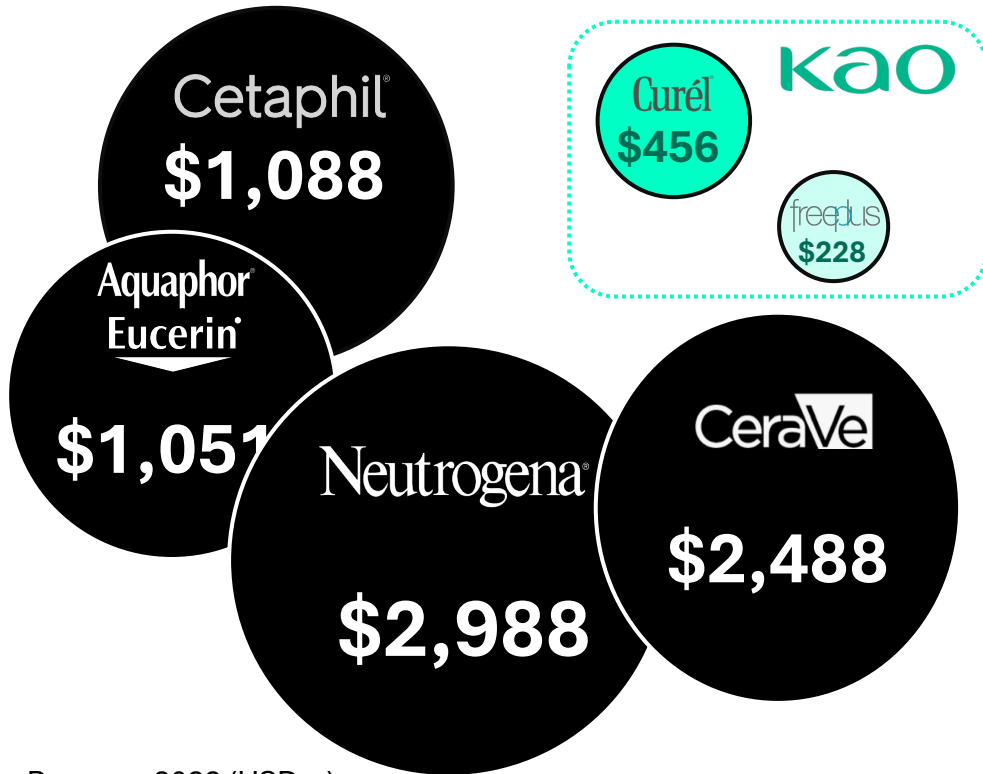 Cetaphil®
$1,088
Curél
$456
Kao
freeplus
$228
Aquaphor®
Eucerin®
$1,051
Neutrogena®
$2,988
CeraVe
$2,488